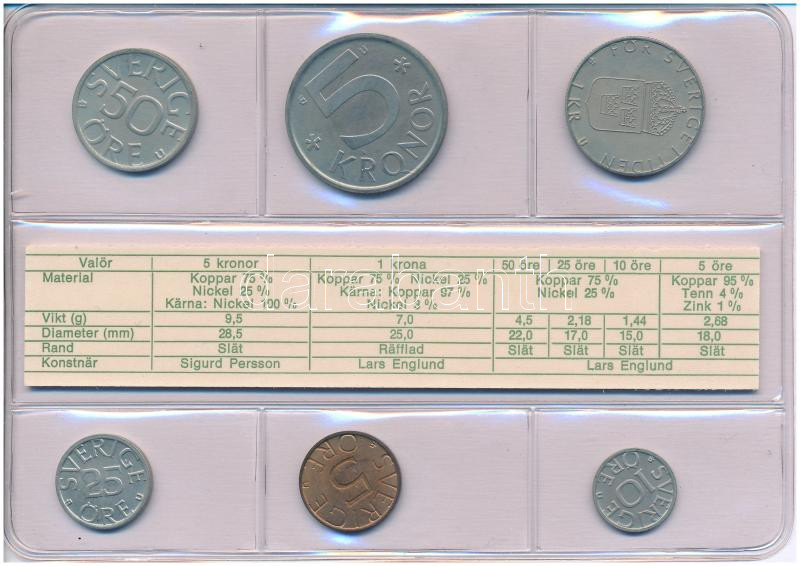 SVERIGE
50
ÖRE
U
5
KRONOR
U
FÖR SVERIGE I TIDEN
1 KR
U
Valör 5 kronor 1 krona 50 öre 25 öre 10 öre 5 öre
Material Koppar 75 % Koppar 75 % Nickel 25 % Koppar 75 % Koppar 95 %
Nickel 25 % Kärna: Koppar 97 % Nickel 25 % Tenn 4 %
Kärna: Nickel 100 % Nickel 3 % Zink 1 %
Vikt (g) 9,5 7,0 4,5 2,18 1,44 2,68
Diameter (mm) 28,5 25,0 22,0 17,0 15,0 18,0
Rand Slät Räfflad Slät Slät Slät Slät
Konstnär Sigurd Persson Lars Englund Lars Englund
darabanth
SVERIGE
25
ÖRE
U
SVERIGE
5
ÖRE
U
SVERIGE
10
ÖRE
U